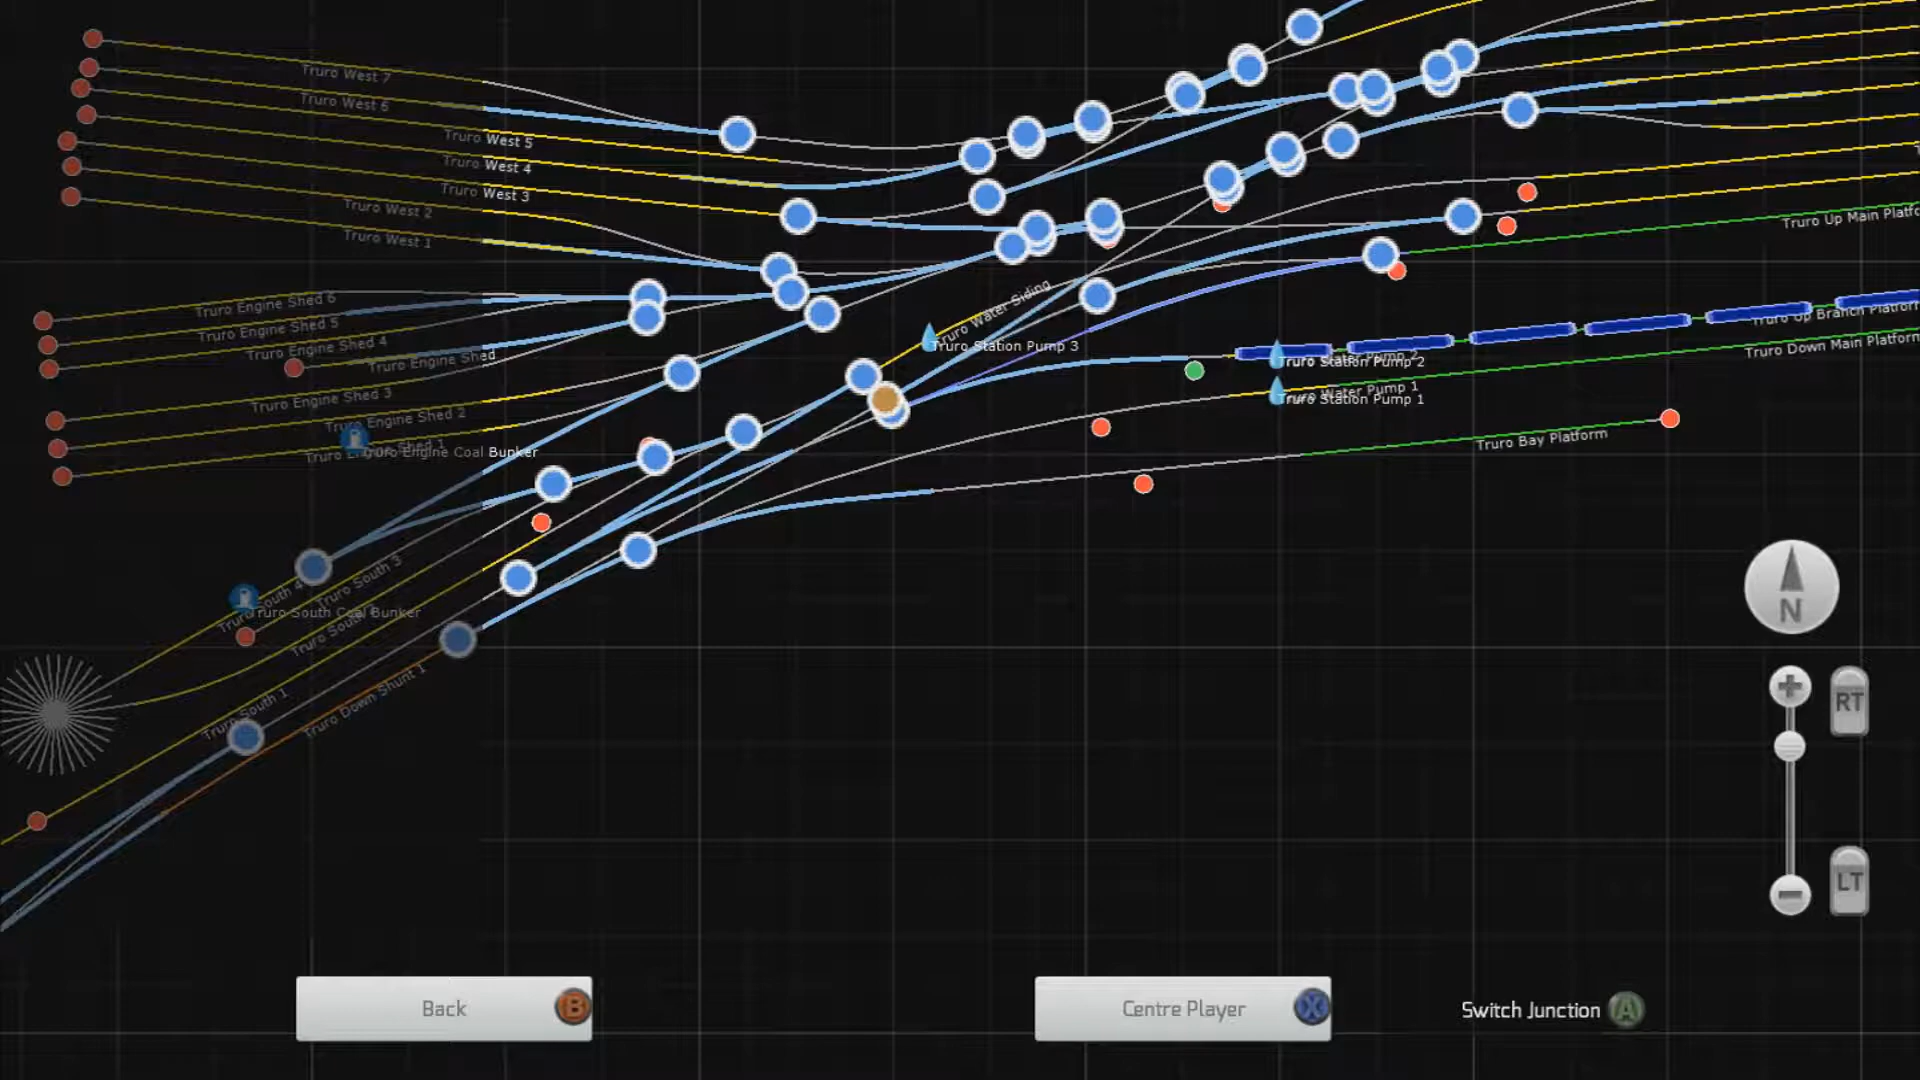 Truro West 7
Truro West 6
Truro West 5
Truro West 4
Truro West 3
Truro West 2
Truro West 1
Truro Engine Shed 6
Truro Engine Shed 5
Truro Engine Shed 4
Truro Engine Shed
Truro Engine Shed 3
Truro Engine Shed 2
Shed 1
Engine Coal Bunker
Truro Water Siding
Truro Station Pump 3
Truro Station Pump 2
Water Pump 1
Truro Station Pump 1
Truro Up Main Platfo
Truro Up Branch Platform
Truro Down Main Platform
Truro Bay Platform
South 4
Truro South 3
Truro South Coal Bunker
Truro South
Truro South 1
Truro Down Shunt 1
N
RT
LT
Back B
Centre Player X
Switch Junction A